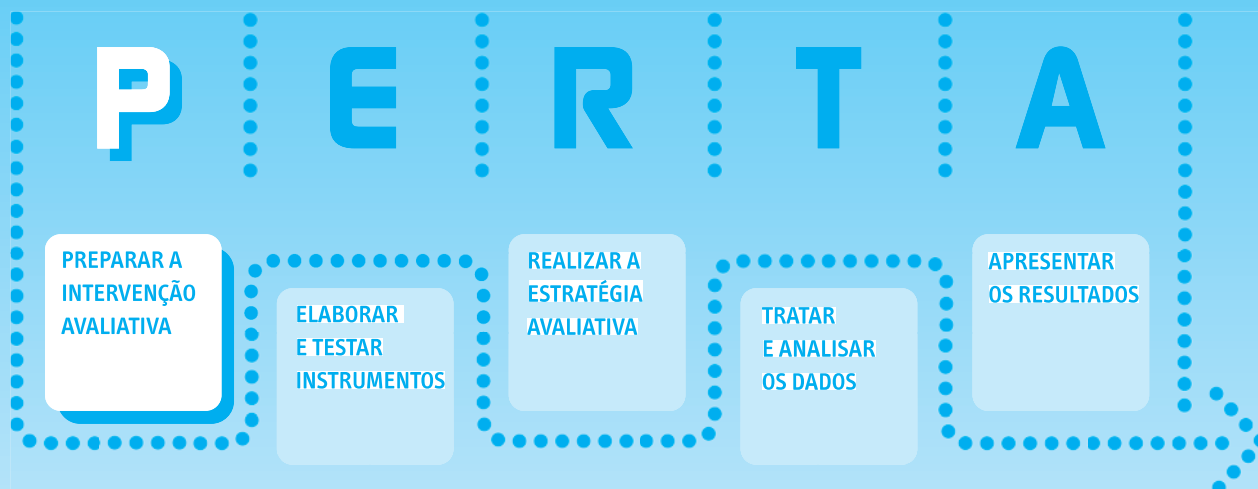 P E R T A
PREPARAR A
INTERVENÇÃO
AVALIATIVA
ELABORAR
E TESTAR
INSTRUMENTOS
REALIZAR A
ESTRATÉGIA
AVALIATIVA
TRATAR
E ANALISAR
OS DADOS
APRESENTAR
OS RESULTADOS